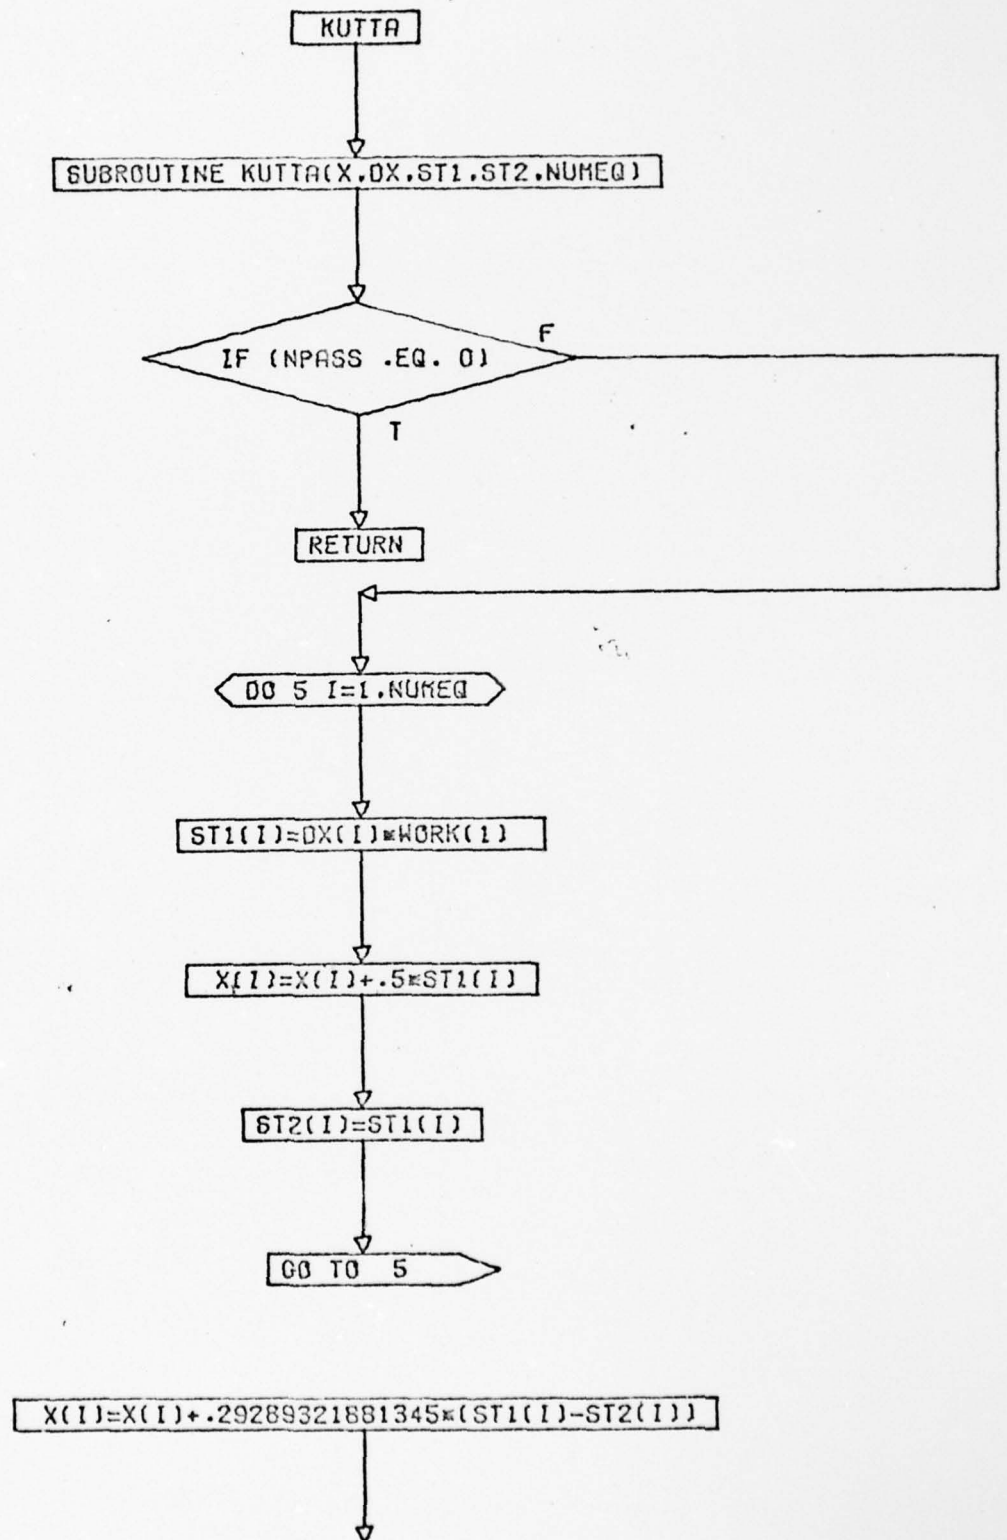 KUTTA
SUBROUTINE KUTTA(X,DX,ST1,ST2,NUMEQ)
IF (NPASS .EQ. 0)
F
T
RETURN
DO 5 I=1,NUMEQ
ST1(I)=DX(I)*WORK(1)
X(I)=X(I)+.5*ST1(I)
ST2(I)=ST1(I)
GO TO 5
X(I)=X(I)+.29289321881345*(ST1(I)-ST2(I))